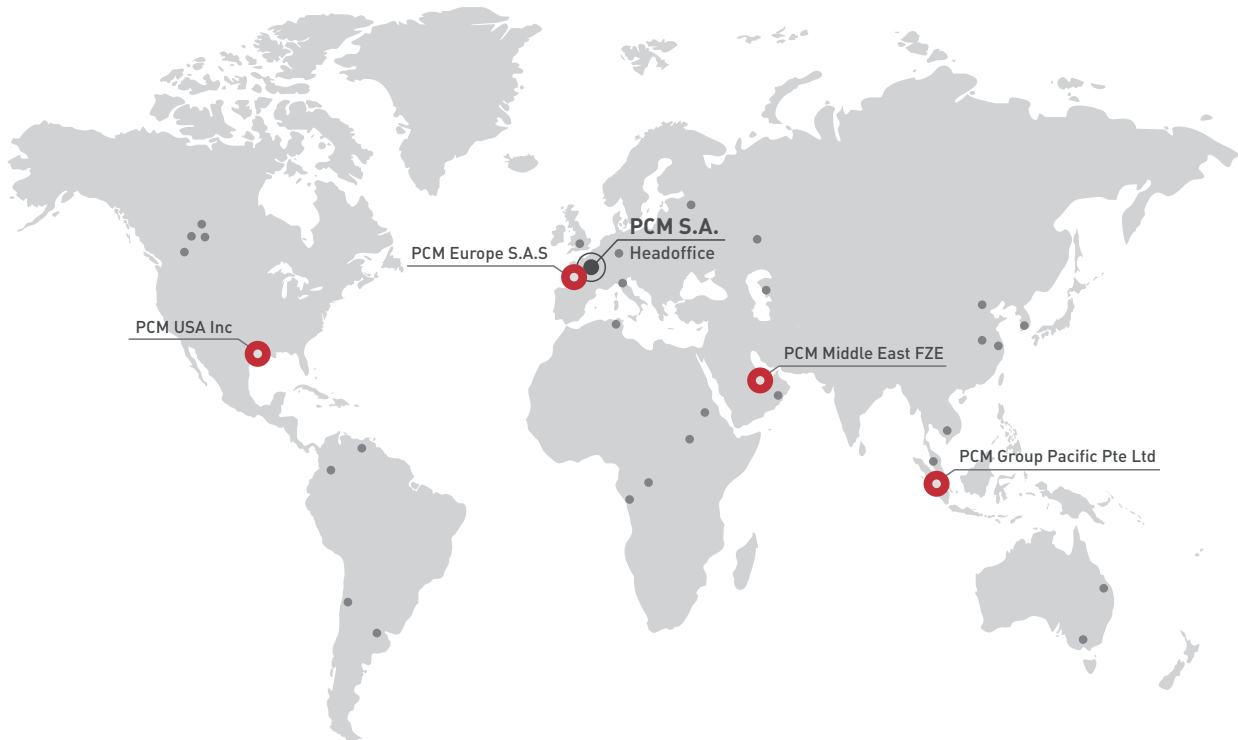 PCM S.A.
Headoffice
PCM Europe S.A.S
PCM USA Inc
PCM Middle East FZE
PCM Group Pacific Pte Ltd